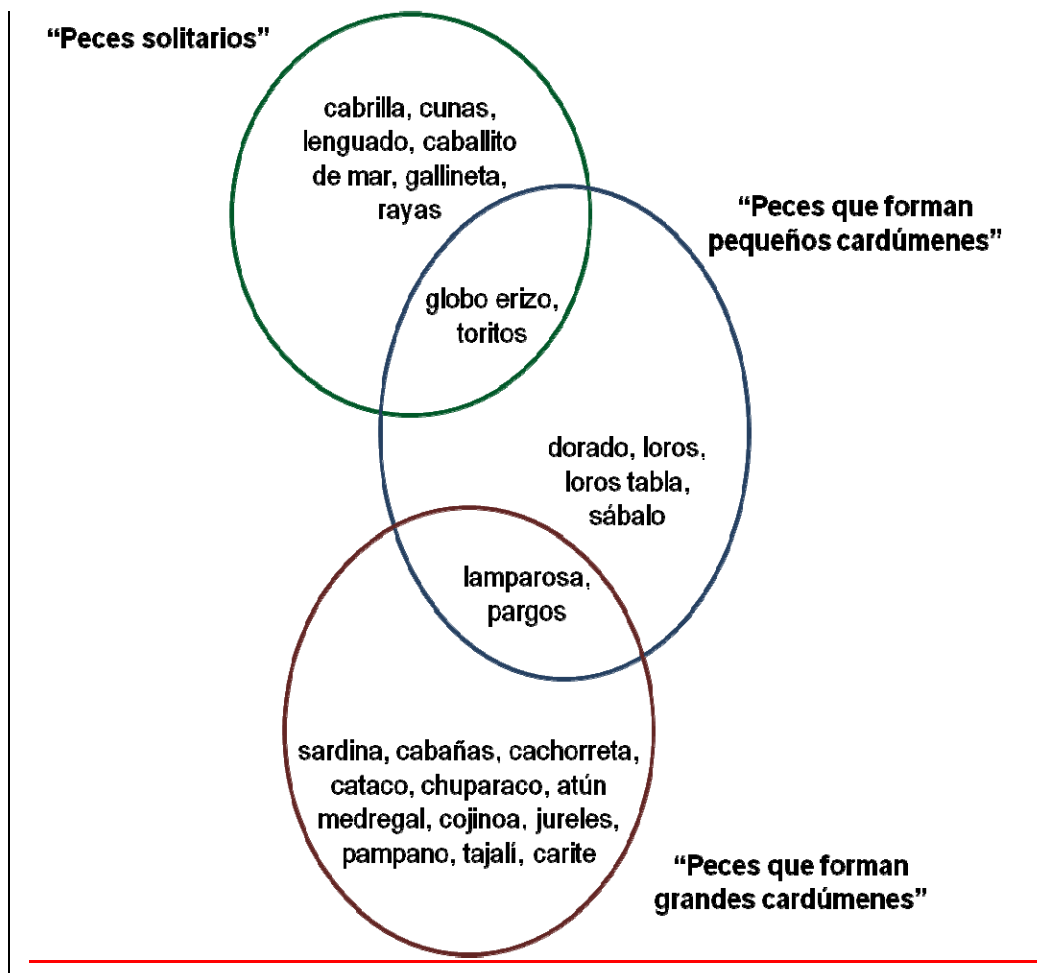 “Peces solitarios”
cabrilla, cunas,
lenguado, caballito
de mar, gallineta,
rayas
“Peces que forman
pequeños cardúmenes”
globo erizo,
toritos
dorado, loros,
loros tabla,
sábalo
lamparosa,
pargos
sardina, cabañas, cachorreta,
cataco, chuparaco, atún
medregal, cojinoa, jureles,
pampano, tajalí, carite
“Peces que forman
grandes cardúmenes”